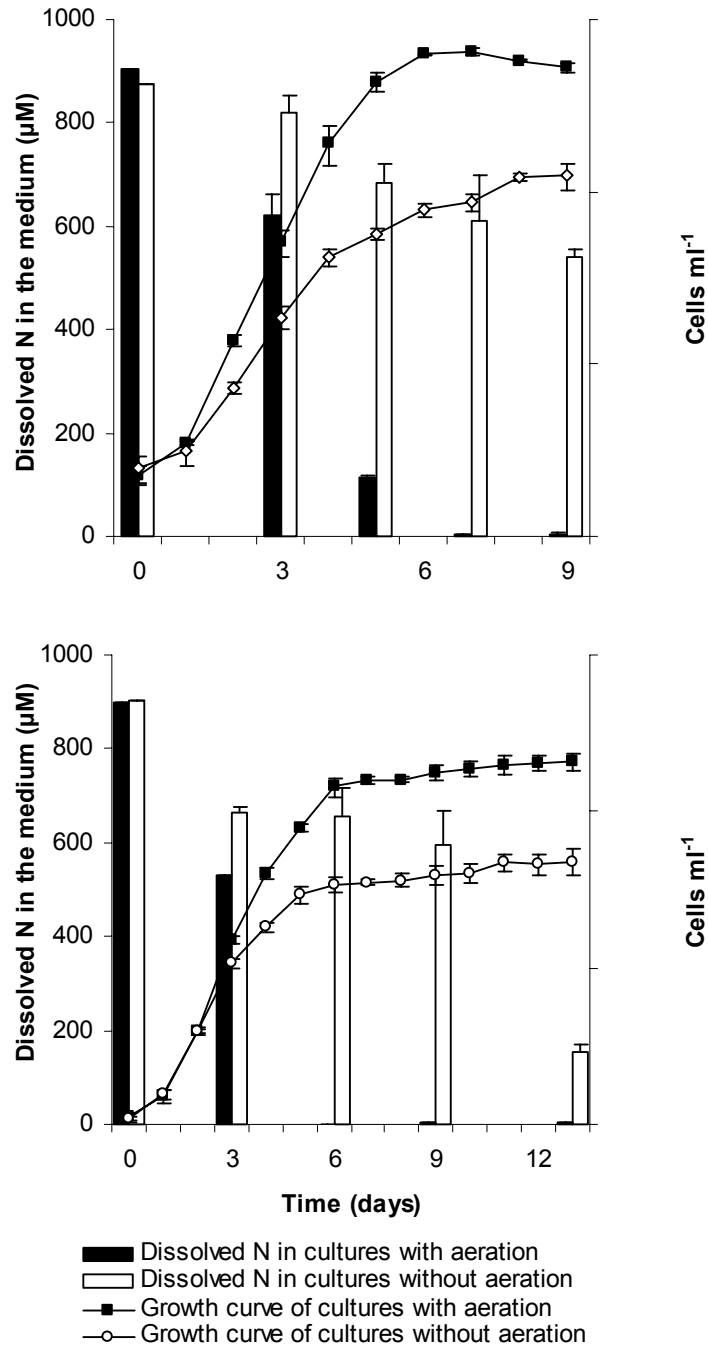 1000
800
600
400
200
0
Dissolved N in the medium (µM)
Cells ml-1
0 3 6 9
1000
800
600
400
200
0
Dissolved N in the medium (µM)
Cells ml-1
0 3 6 9 12
Time (days)
Dissolved N in cultures with aeration
Dissolved N in cultures without aeration
Growth curve of cultures with aeration
Growth curve of cultures without aeration